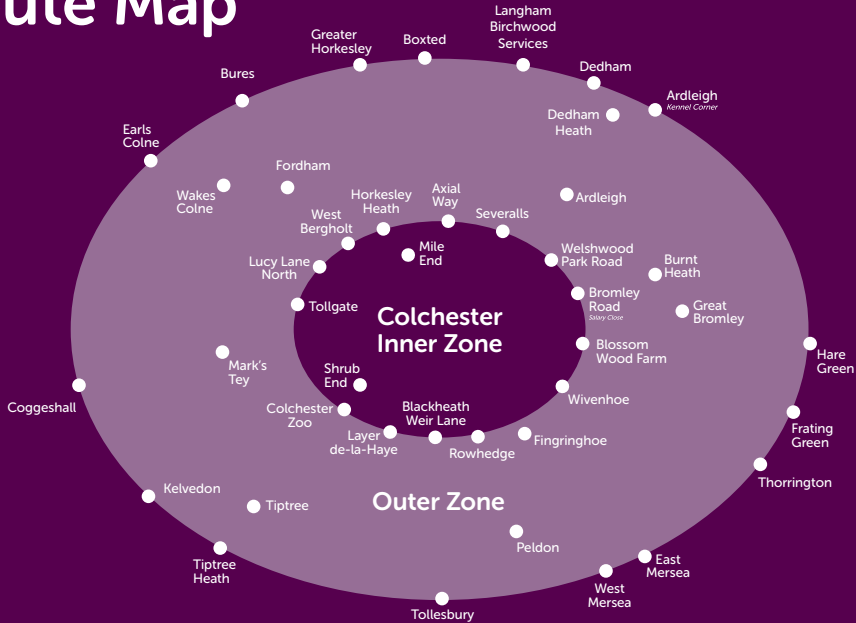 ute Map
Langham
Birchwood
Services
Greater
Horkesley
Boxted
Dedham
Bures
Ardleigh
Kennel Corner
Dedham
Heath
Earls
Colne
Fordham
Wakes
Colne
Horkesley
Heath
Axial
Way
Ardleigh
West
Bergholt
Severalls
Mile
End
Welshwood
Park Road
Lucy Lane
North
Burnt
Heath
Tollgate
Bromley
Road
Salary Close
Great
Bromley
Colchester
Inner Zone
Blossom
Wood Farm
Hare
Green
Mark's
Tey
Shrub
End
Wivenhoe
Coggeshall
Colchester
Zoo
Blackheath
Weir Lane
Layer
de-la-Haye
Rowhedge
Fingringhoe
Frating
Green
Thorrington
Kelvedon
Tiptree
Outer Zone
Peldon
Tiptree
Heath
East
Mersea
West
Mersea
Tollesbury